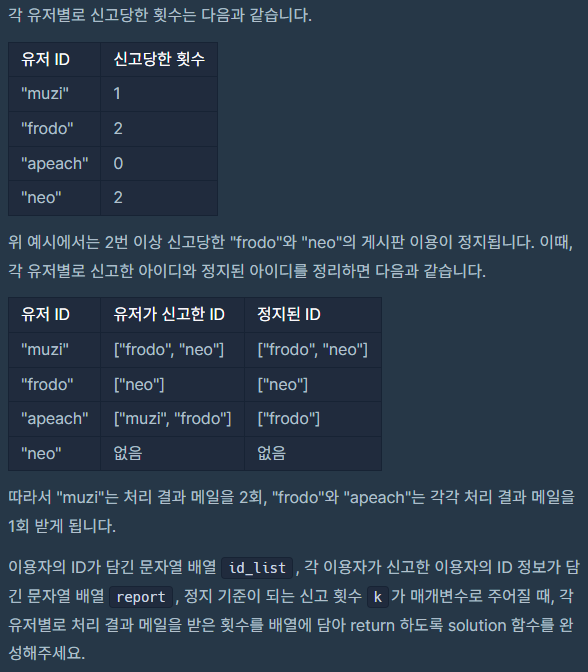 각 유저별로 신고당한 횟수는 다음과 같습니다.
유저 ID 신고당한 횟수
"muzi" 1
"frodo" 2
"apeach" 0
"neo" 2
위 예시에서는 2번 이상 신고당한 "frodo"와 "neo"의 게시판 이용이 정지됩니다. 이때,
각 유저별로 신고한 아이디와 정지된 아이디를 정리하면 다음과 같습니다.
유저 ID 유저가 신고한 ID 정지된 ID
"muzi" ["frodo", "neo"] ["frodo", "neo"]
"frodo" ["neo"] ["neo"]
"apeach" ["muzi", "frodo"] ["frodo"]
"neo" 없음 없음
따라서 "muzi"는 처리 결과 메일을 2회, "frodo"와 "apeach"는 각각 처리 결과 메일을
1회 받게 됩니다.
이용자의 ID가 담긴 문자열 배열 id_list, 각 이용자가 신고한 이용자의 ID 정보가 담
긴 문자열 배열 report, 정지 기준이 되는 신고 횟수 k가 매개변수로 주어질 때, 각
유저별로 처리 결과 메일을 받은 횟수를 배열에 담아 return 하도록 solution 함수를 완
성해주세요.